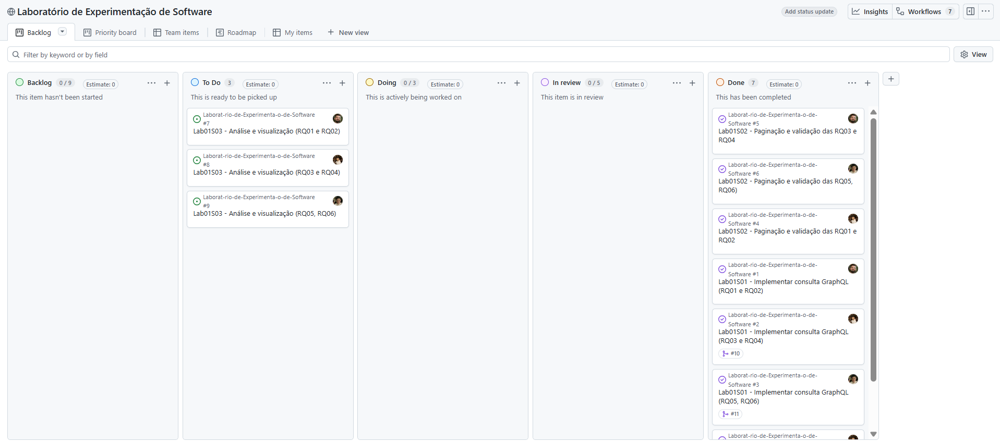 Laboratório de Experimentação de Software
Add status update
Insights
Workflows 7
Backlog
Priority board
Team items
Roadmap
My items
New view
Filter by keyword or by field
View
Backlog 0 / 9 Estimate: 0
This item hasn't been started
To Do 3 Estimate: 0
This is ready to be picked up
Laborat-rio-de-Experimenta-o-de-Software
#7
Lab01S03 - Análise e visualização (RQ01 e RQ02)
Laborat-rio-de-Experimenta-o-de-Software
#8
Lab01S03 - Análise e visualização (RQ03 e RQ04)
Laborat-rio-de-Experimenta-o-de-Software
#9
Lab01S03 - Análise e visualização (RQ05, RQ06)
Doing 0 / 3 Estimate: 0
This is actively being worked on
In review 0 / 5 Estimate: 0
This item is in review
Done 7 Estimate: 0
This has been completed
Laborat-rio-de-Experimenta-o-de-
Software #5
Lab01S02 - Paginação e validação das RQ03 e
RQ04
Laborat-rio-de-Experimenta-o-de-
Software #6
Lab01S02 - Paginação e validação das RQ05,
RQ06)
Laborat-rio-de-Experimenta-o-de-
Software #4
Lab01S02 - Paginação e validação das RQ01 e
RQ02
Laborat-rio-de-Experimenta-o-de-
Software #1
Lab01S01 - Implementar consulta GraphQL
(RQ01 e RQ02)
Laborat-rio-de-Experimenta-o-de-
Software #2
Lab01S01 - Implementar consulta GraphQL
(RQ03 e RQ04)
#10
Laborat-rio-de-Experimenta-o-de-
Software #3
Lab01S01 - Implementar consulta GraphQL
(RQ05, RQ06)
#11
Laborat-rio-de-Experimenta-o-de-